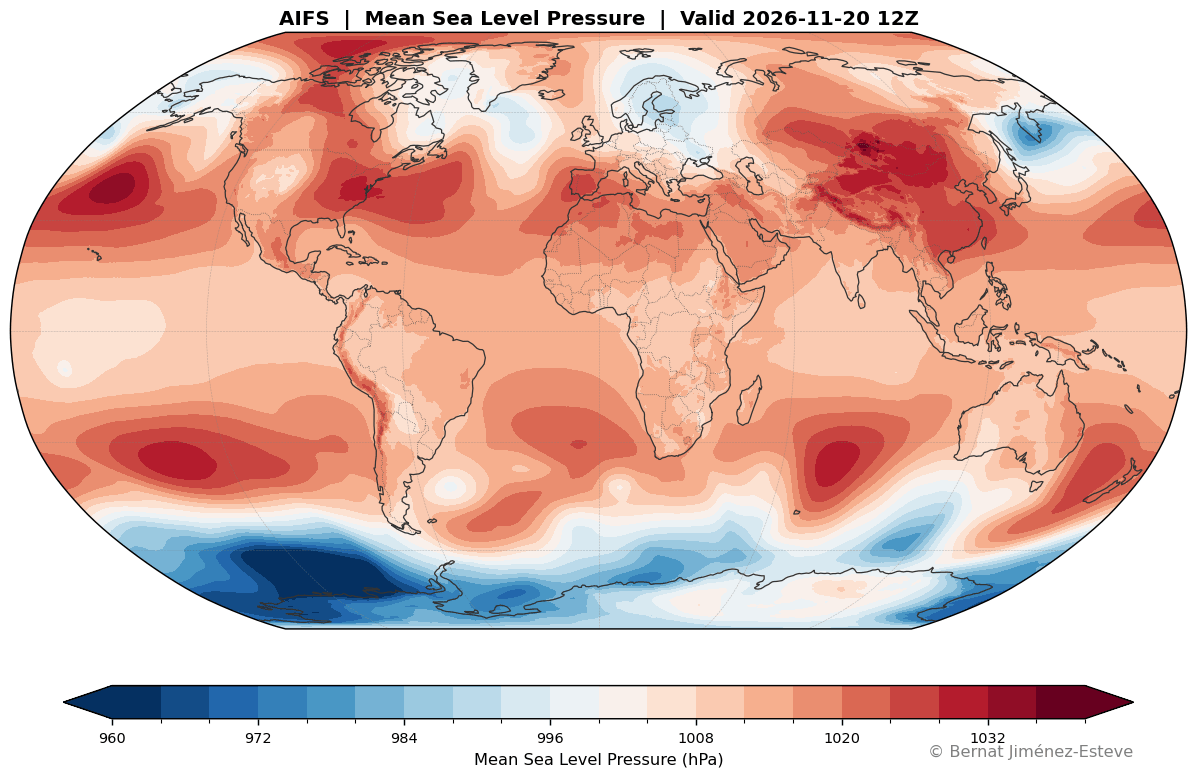 AIFS | Mean Sea Level Pressure | Valid 2026-11-20 12Z
960 972 984 996 1008 1020 1032
Mean Sea Level Pressure (hPa)
© Bernat Jiménez-Esteve